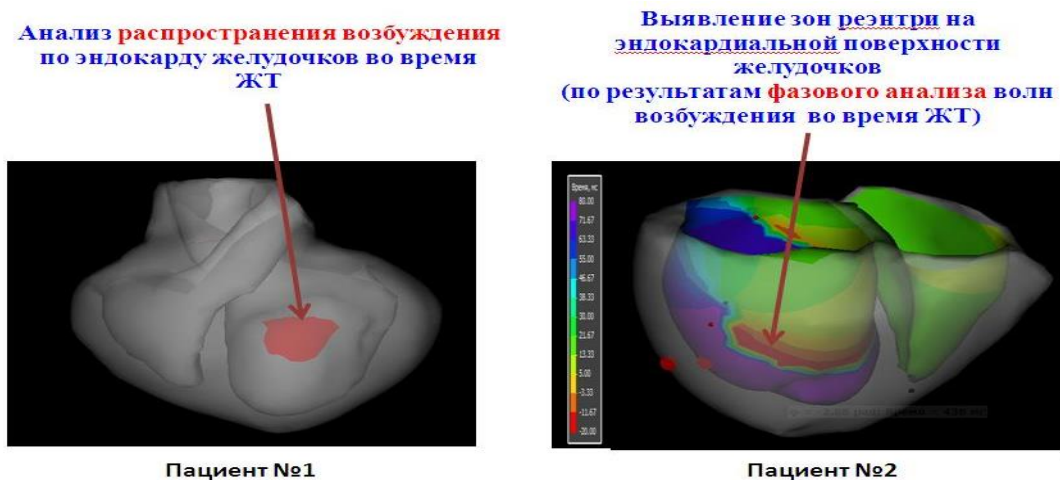 Анализ распространения возбуждения
по эндокарду желудочков во время
ЖТ
Выявление зон реэнтри на
эндокардиальной поверхности
желудочков
(по результатам фазового анализа волн
возбуждения во время ЖТ)
Время, мс
80.00
71.67
63.33
55.00
46.67
38.33
30.00
21.67
13.33
5.00
-3.33
-11.67
-20.00
Пациент №1
Пациент №2